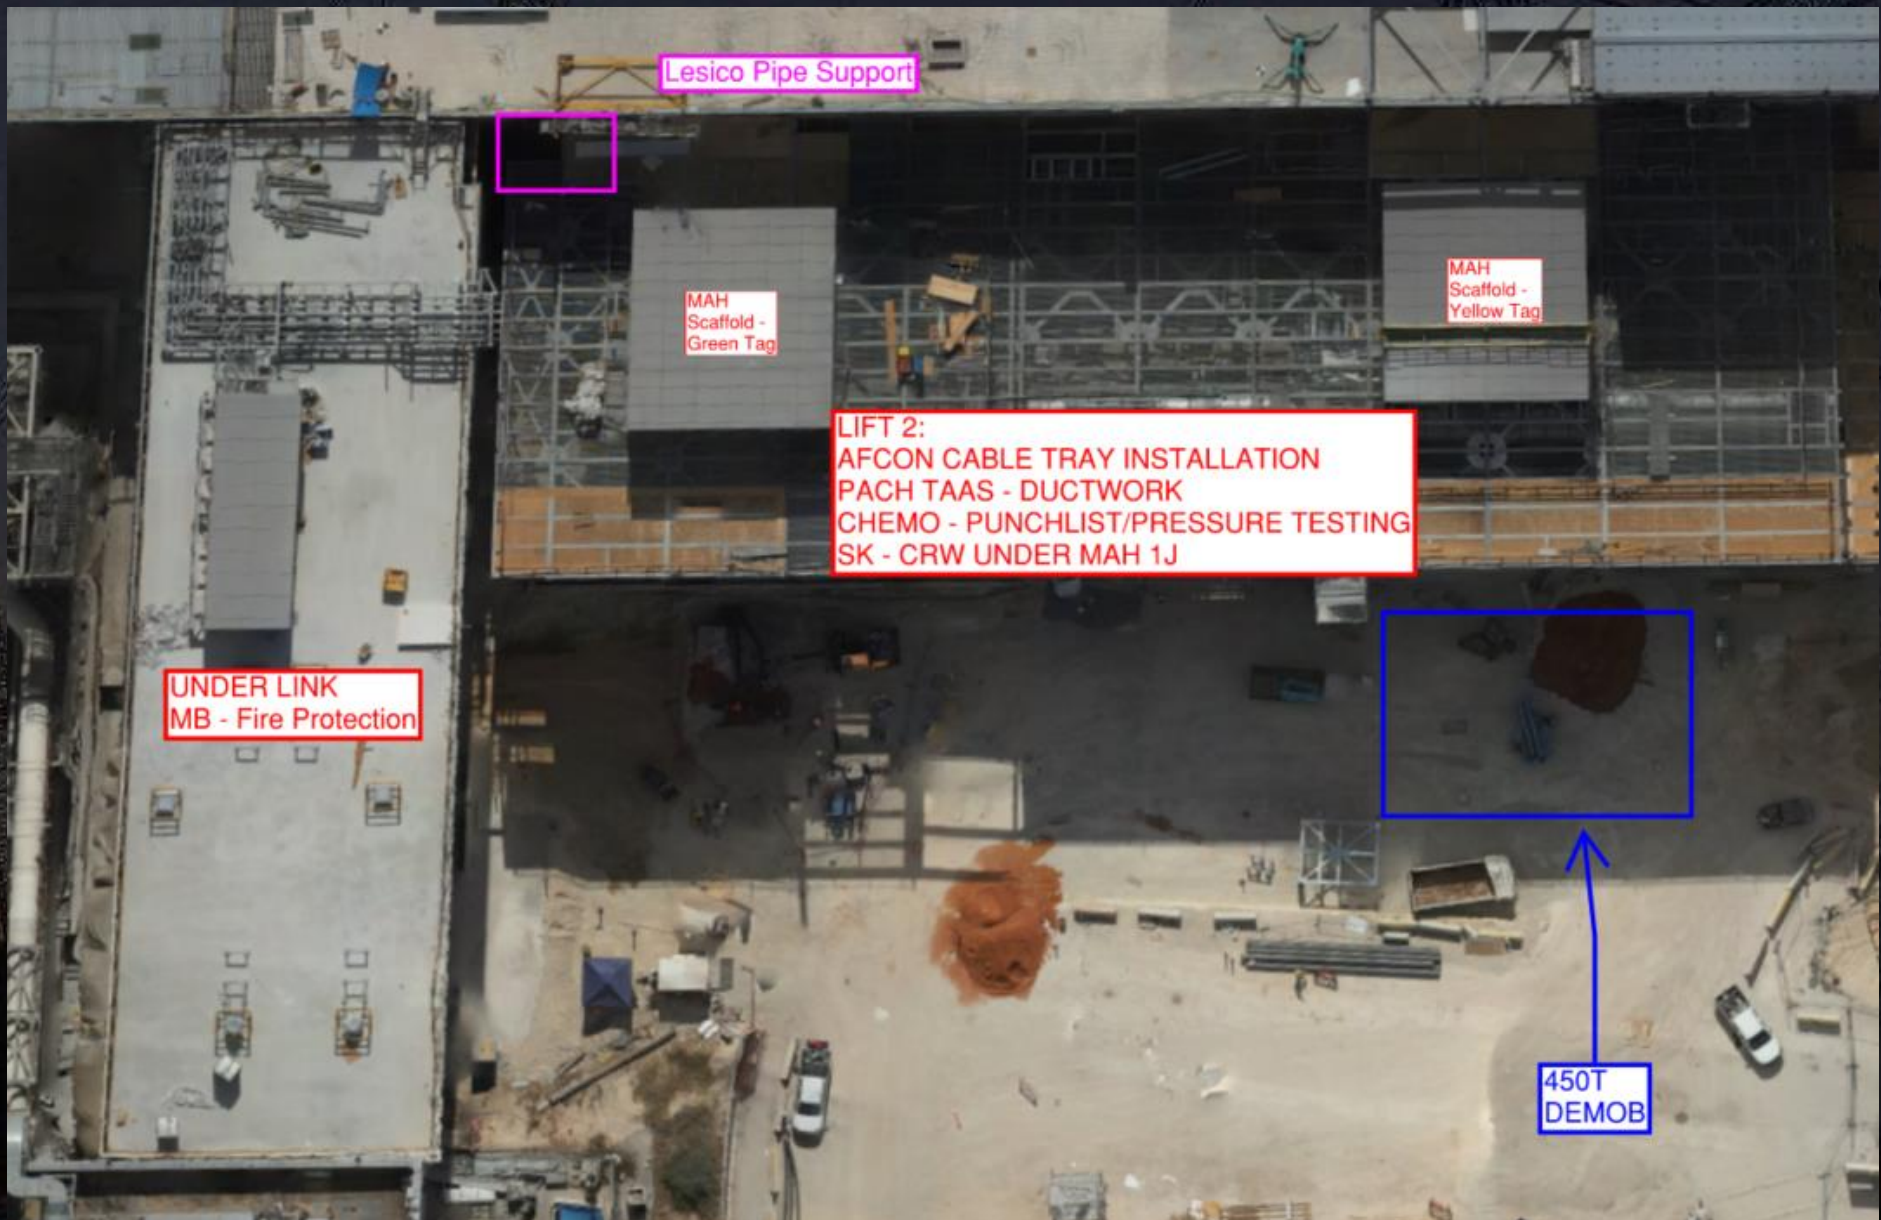 Lesico Pipe Support
MAH
Scaffold -
Green Tag
MAH
Scaffold -
Yellow Tag
LIFT 2:
AFCON CABLE TRAY INSTALLATION
PACH TAAS - DUCTWORK
CHEMO - PUNCHLIST/PRESSURE TESTING
SK - CRW UNDER MAH 1J
UNDER LINK
MB - Fire Protection
450T
DEMOB